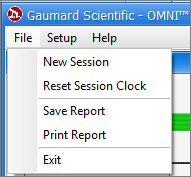 Gaumard Scientific - OMNI™
File Setup Help
New Session
Reset Session Clock
Save Report
Print Report
Exit